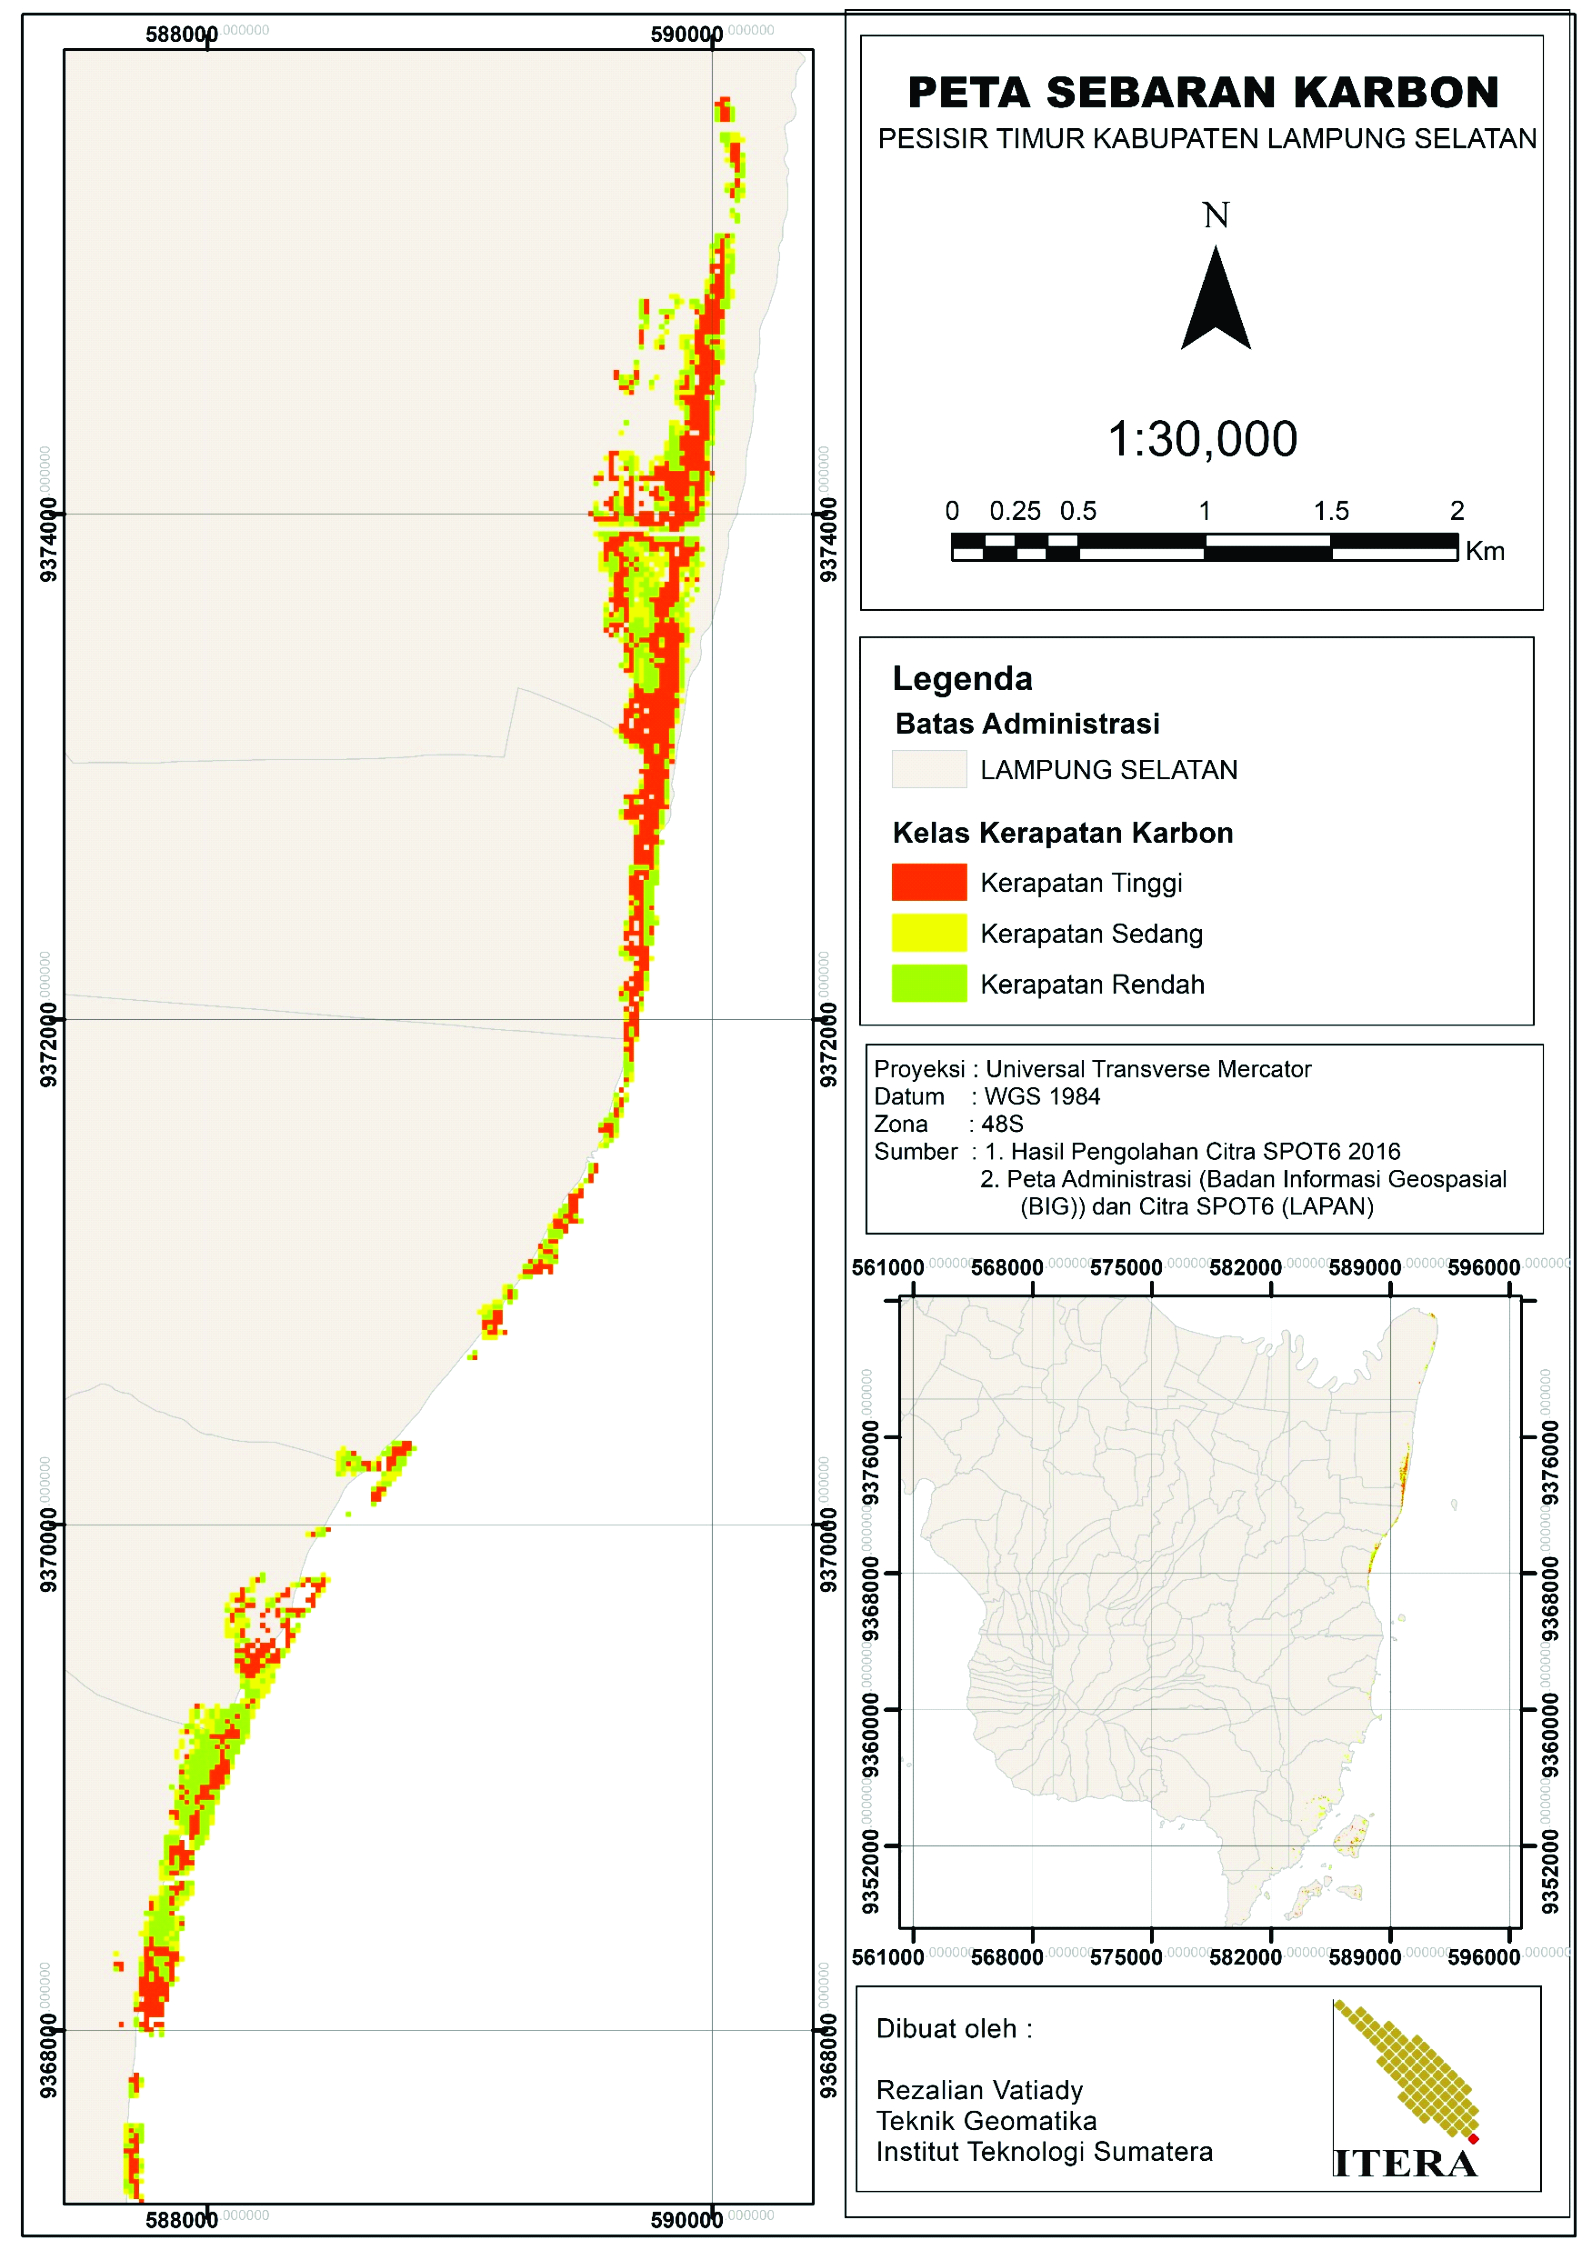 588000.000000 590000.000000
9374000.000000
9372000.000000
9370000.000000
9368000.000000
9374000.000000
9372000.000000
9370000.000000
9368000.000000
588000.000000 590000.000000
PETA SEBARAN KARBON
PESISIR TIMUR KABUPATEN LAMPUNG SELATAN
N
1:30,000
0 0.25 0.5 1 1.5 2
Km
Legenda
Batas Administrasi
LAMPUNG SELATAN
Kelas Kerapatan Karbon
Kerapatan Tinggi
Kerapatan Sedang
Kerapatan Rendah
Proyeksi : Universal Transverse Mercator
Datum : WGS 1984
Zona : 48S
Sumber : 1. Hasil Pengolahan Citra SPOT6 2016
2. Peta Administrasi (Badan Informasi Geospasial
(BIG)) dan Citra SPOT6 (LAPAN)
561000.000000 568000.000000 575000.000000 582000.000000 589000.000000 596000.000000
9376000.000000
9368000.000000
9360000.000000
9352000.000000
9376000.000000
9368000.000000
9360000.000000
9352000.000000
561000.000000 568000.000000 575000.000000 582000.000000 589000.000000 596000.000000
Dibuat oleh :
Rezalian Vatiady
Teknik Geomatika
Institut Teknologi Sumatera
ITERA